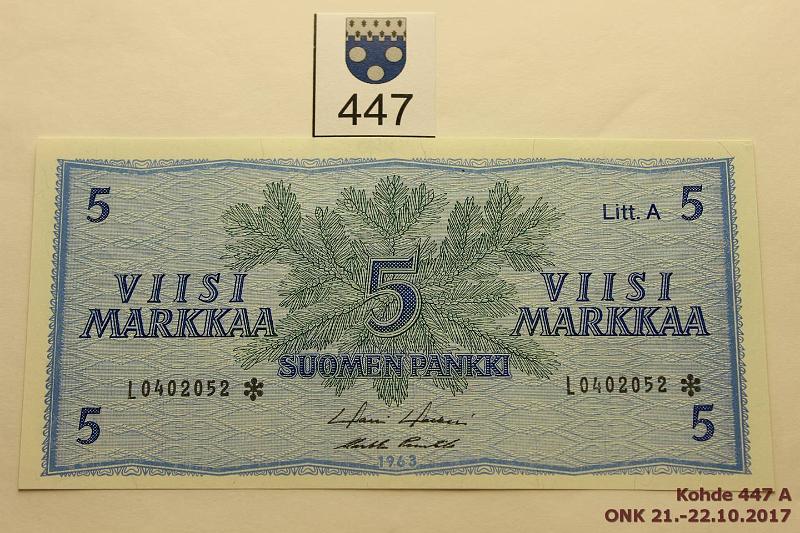 447
5
Litt. A 5
5
VIISI MARKKAA
VIISI MARKKAA
SUOMEN PANKKI
L0402052 *
L0402052 *
5
5
1963
Kohde 447 A
ONK 21.-22.10.2017